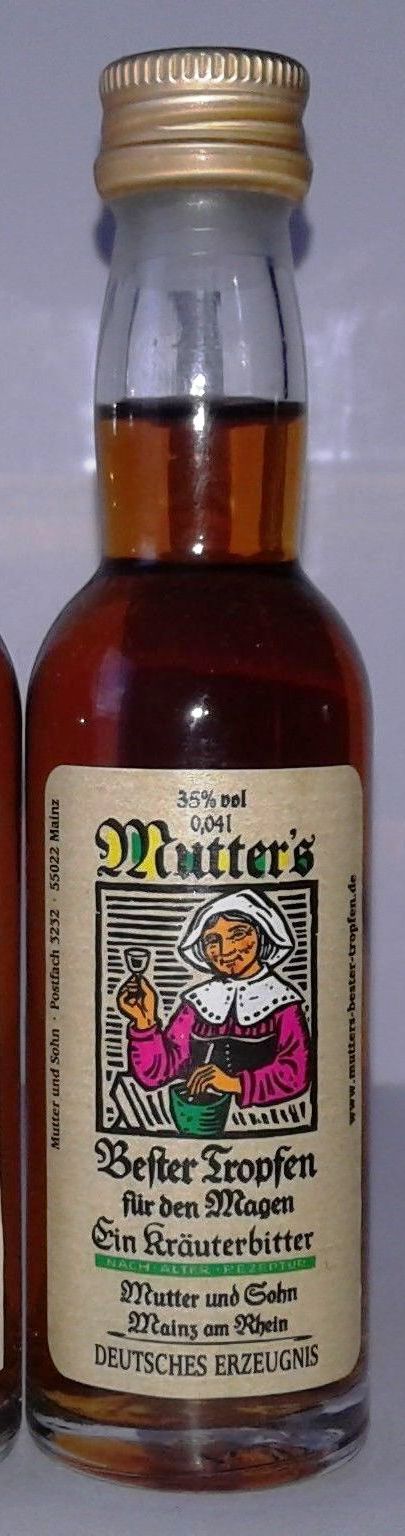 35% vol
0,04l
Mutter's
Bester Tropfen
für den Magen
Ein Kräuterbitter
NACH · ALTER · REZEPTUR
Mutter und Sohn
Mainz am Rhein
DEUTSCHES ERZEUGNIS
Mutter und Sohn · Postfach 3232 · 55022 Mainz
www.mutters-bester-tropfen.de